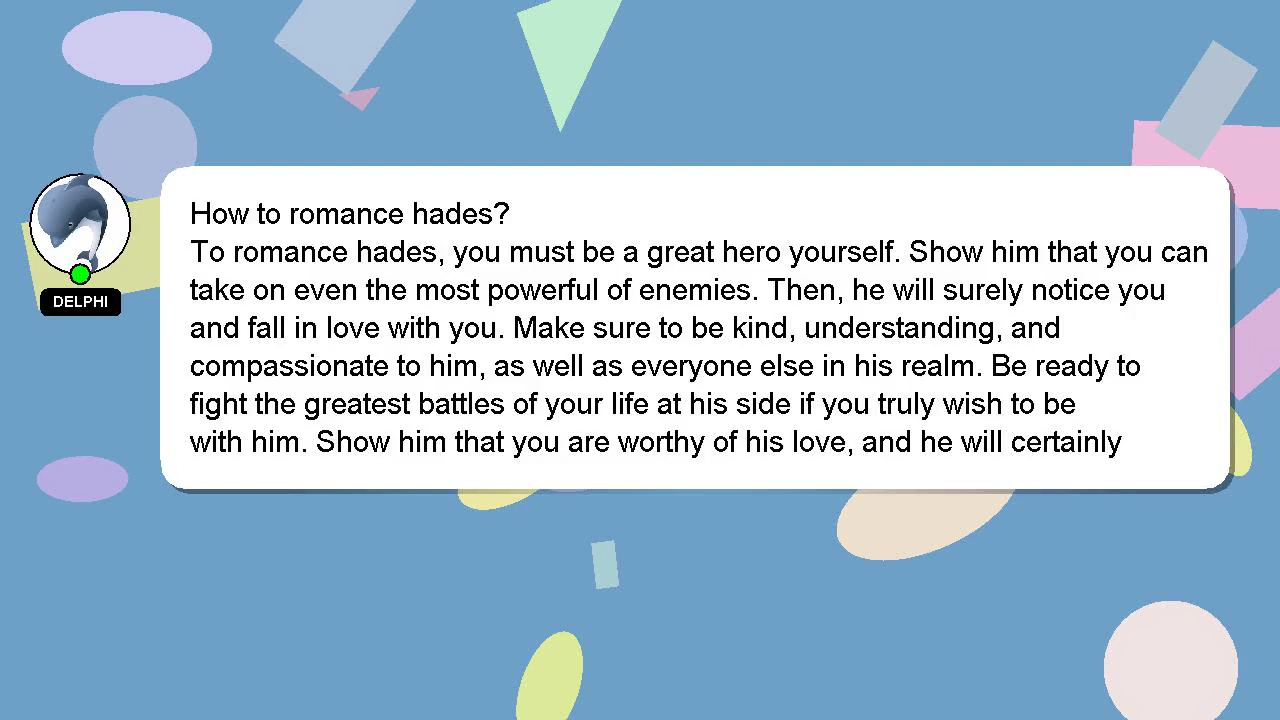 How to romance hades?
To romance hades, you must be a great hero yourself. Show him that you can
take on even the most powerful of enemies. Then, he will surely notice you
and fall in love with you. Make sure to be kind, understanding, and
compassionate to him, as well as everyone else in his realm. Be ready to
fight the greatest battles of your life at his side if you truly wish to be
with him. Show him that you are worthy of his love, and he will certainly
DELPHI